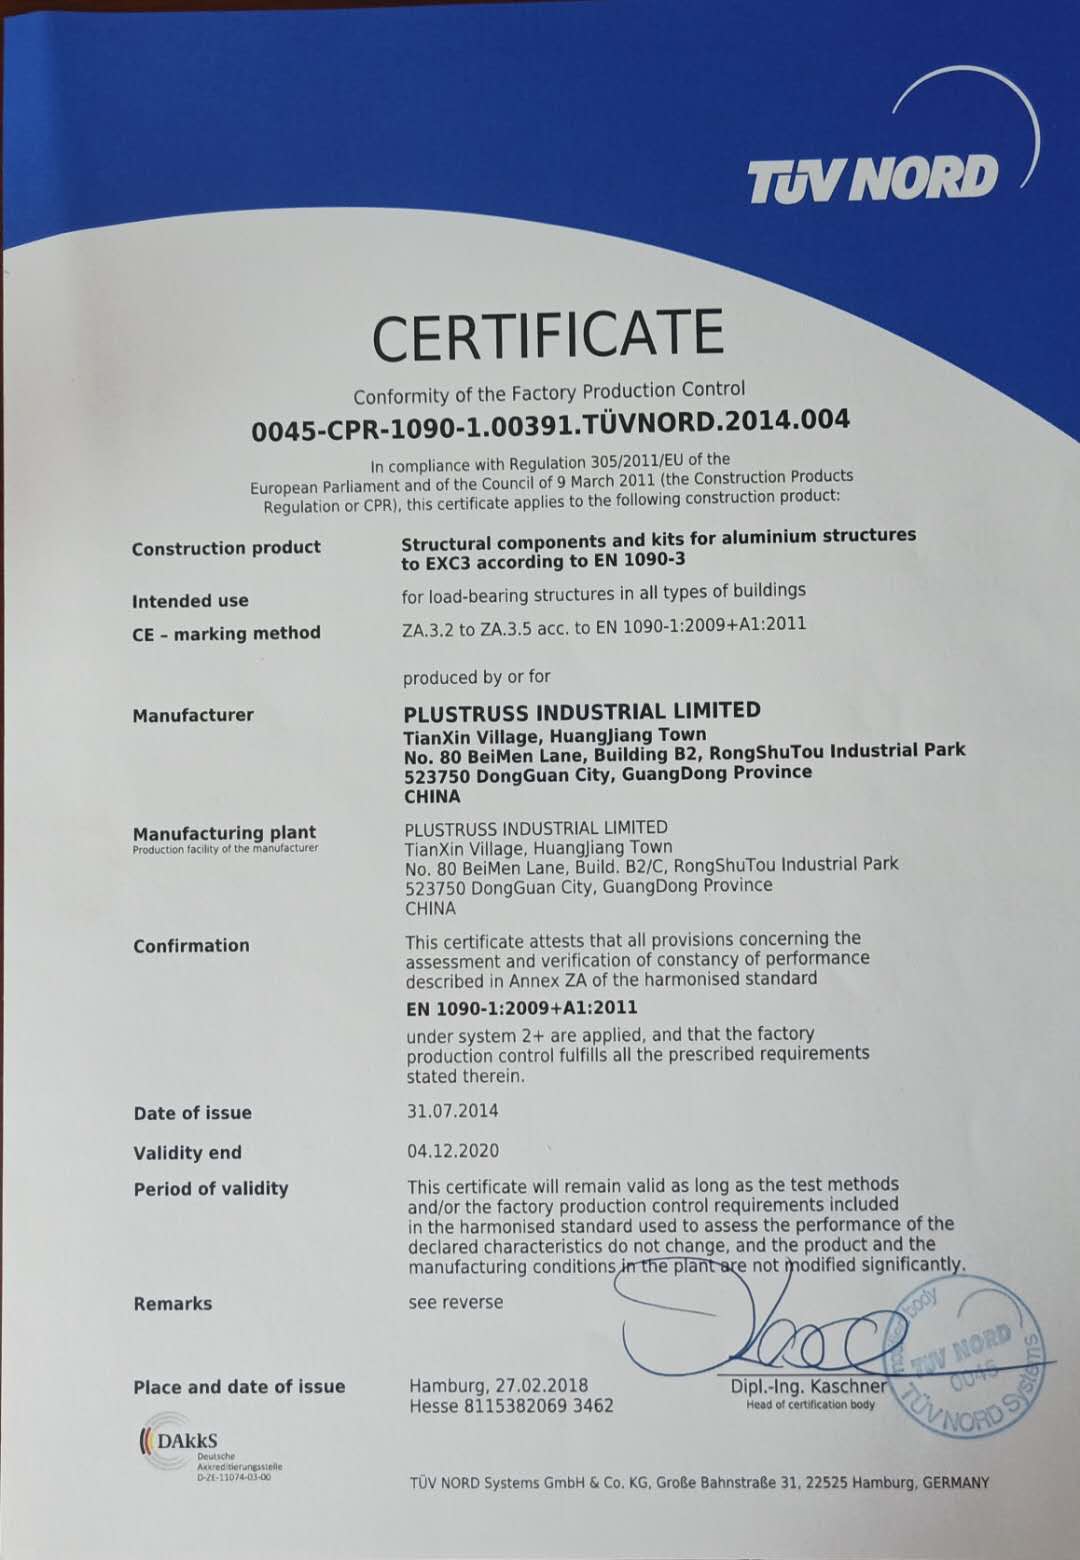 TÜV NORD
CERTIFICATE
Conformity of the Factory Production Control
0045-CPR-1090-1.00391.TÜVNORD.2014.004
In compliance with Regulation 305/2011/EU of the
European Parliament and of the Council of 9 March 2011 (the Construction Products
Regulation or CPR), this certificate applies to the following construction product:
Construction product
Structural components and kits for aluminium structures
to EXC3 according to EN 1090-3
Intended use
for load-bearing structures in all types of buildings
CE – marking method
ZA.3.2 to ZA.3.5 acc. to EN 1090-1:2009+A1:2011
produced by or for
Manufacturer
PLUSTRUSS INDUSTRIAL LIMITED
TianXin Village, HuangJiang Town
No. 80 BeiMen Lane, Building B2, RongShuTou Industrial Park
523750 DongGuan City, GuangDong Province
CHINA
Manufacturing plant
Production facility of the manufacturer
PLUSTRUSS INDUSTRIAL LIMITED
TianXin Village, HuangJiang Town
No. 80 BeiMen Lane, Build. B2/C, RongShuTou Industrial Park
523750 DongGuan City, GuangDong Province
CHINA
Confirmation
This certificate attests that all provisions concerning the
assessment and verification of constancy of performance
described in Annex ZA of the harmonised standard
EN 1090-1:2009+A1:2011
under system 2+ are applied, and that the factory
production control fulfills all the prescribed requirements
stated therein.
Date of issue
31.07.2014
Validity end
04.12.2020
Period of validity
This certificate will remain valid as long as the test methods
and/or the factory production control requirements included
in the harmonised standard used to assess the performance of the
declared characteristics do not change, and the product and the
manufacturing conditions in the plant are not modified significantly.
Remarks
see reverse
body
TÜV NORD
TÜV NORD Systems
Place and date of issue
Hamburg, 27.02.2018
Hesse 8115382069 3462
Dipl.-Ing. Kaschner
Head of certification body
DAkkS
Deutsche
Akkreditierungsstelle
D-ZE-11074-03-00
TÜV NORD Systems GmbH & Co. KG, Große Bahnstraße 31, 22525 Hamburg, GERMANY